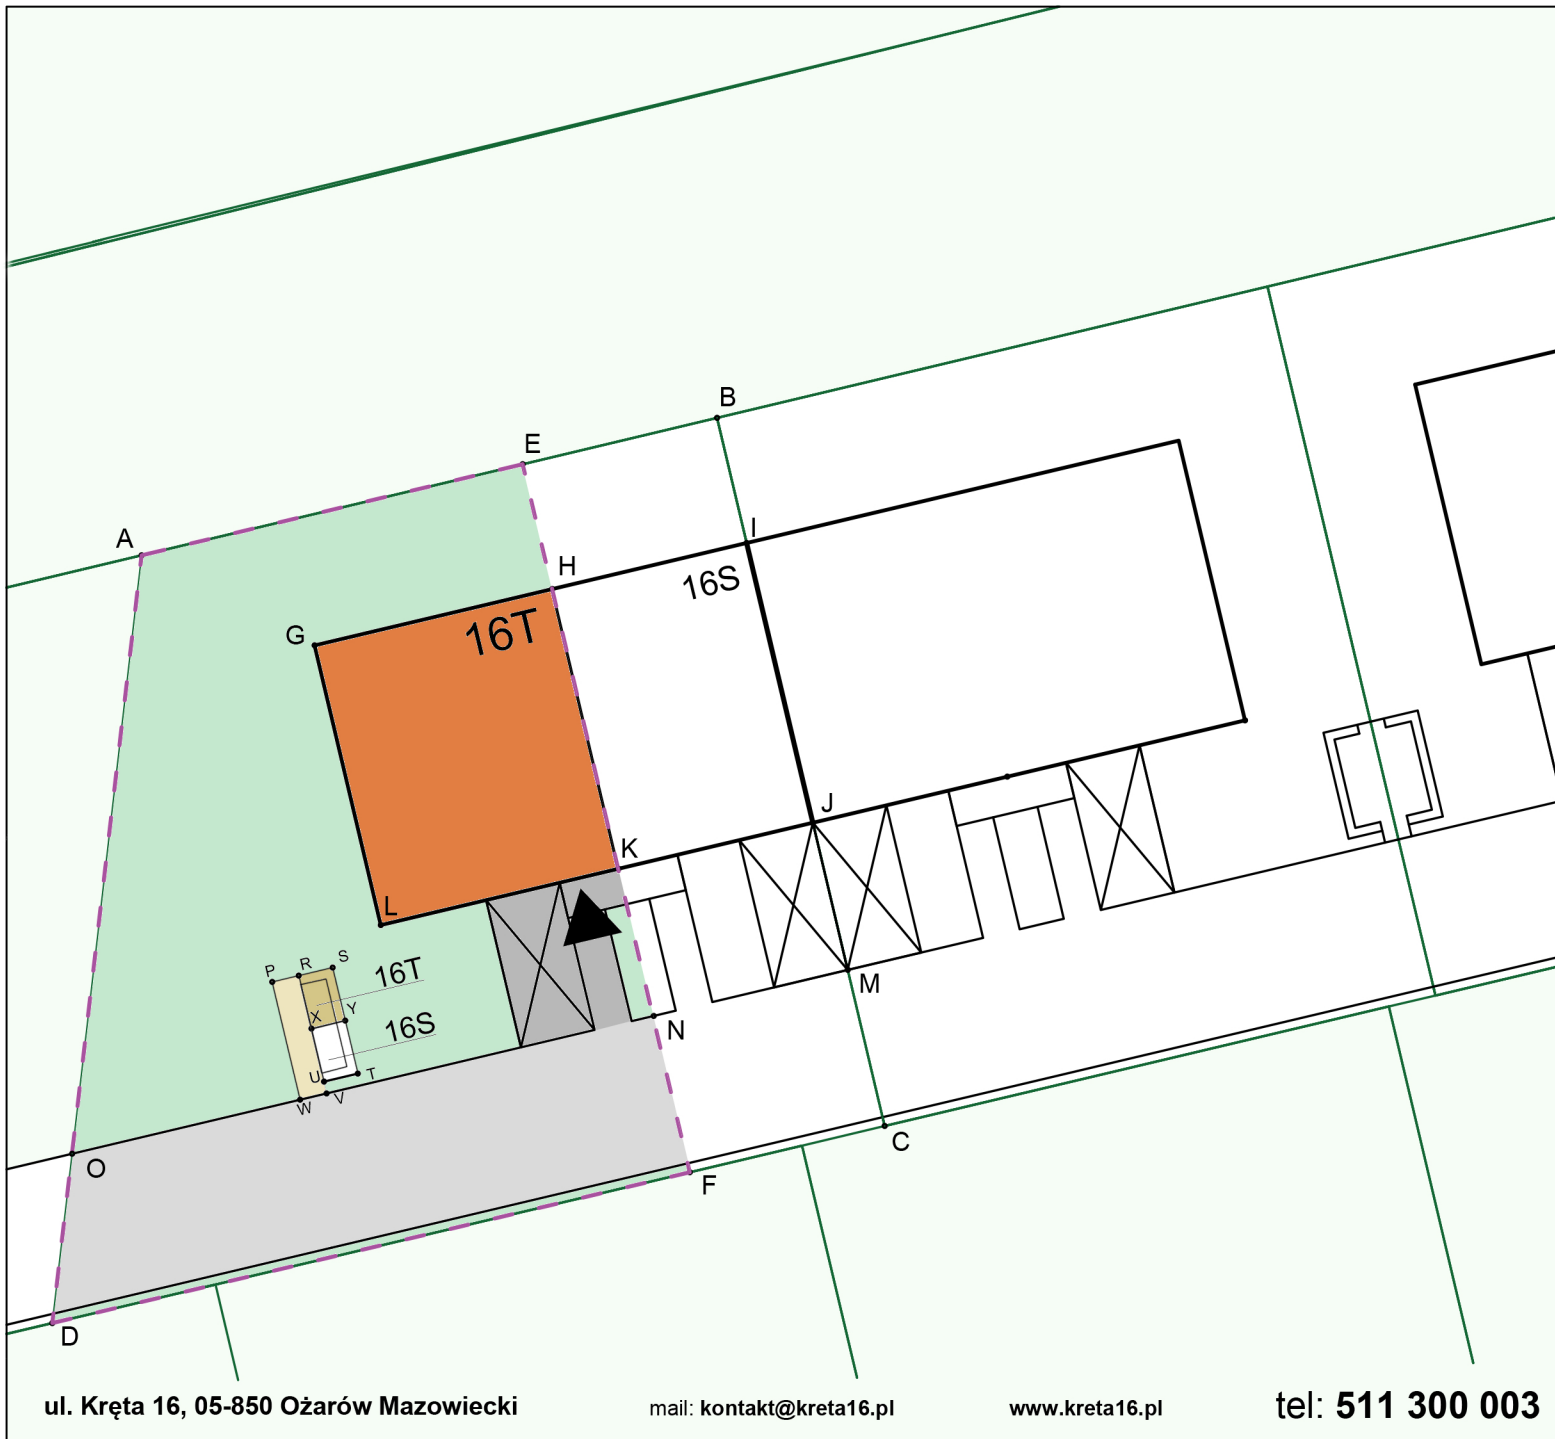 B
E
A
I
H
16S
16T
G
J
K
L
S
R
P
16T
Y
X
16S
M
N
T
U
V
W
C
O
F
D
ul. Kręta 16, 05-850 Ożarów Mazowiecki
mail: kontakt@kreta16.pl
www.kreta16.pl
tel: 511 300 003